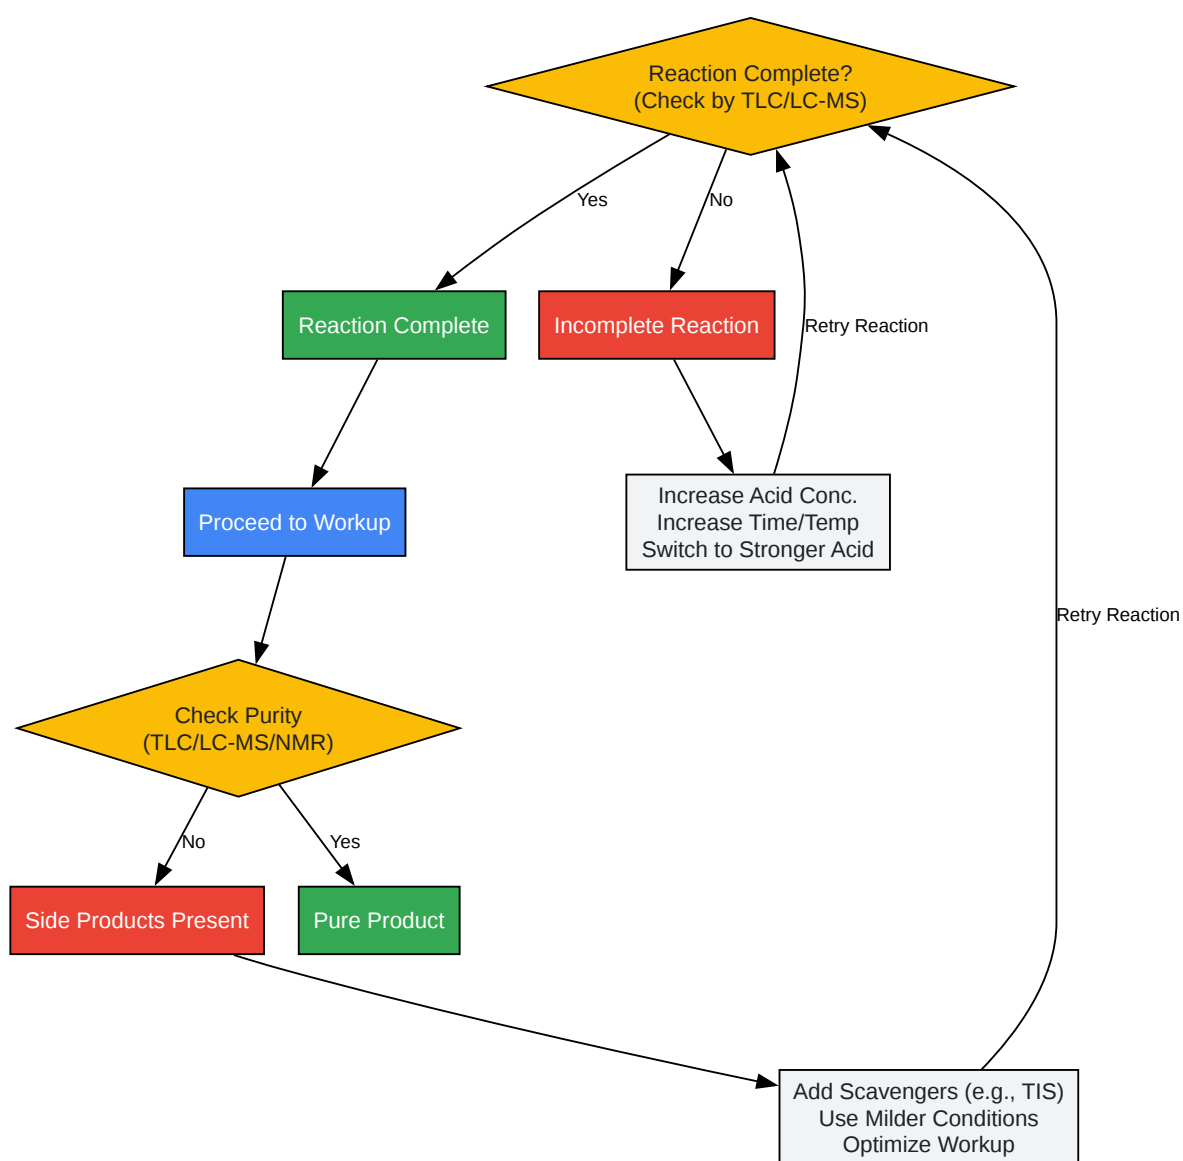 Reaction Complete?
(Check by TLC/LC-MS)
Yes
No
Reaction Complete
Incomplete Reaction
Retry Reaction
Increase Acid Conc.
Increase Time/Temp
Switch to Stronger Acid
Proceed to Workup
Retry Reaction
Check Purity
(TLC/LC-MS/NMR)
No
Yes
Side Products Present
Pure Product
Add Scavengers (e.g., TIS)
Use Milder Conditions
Optimize Workup